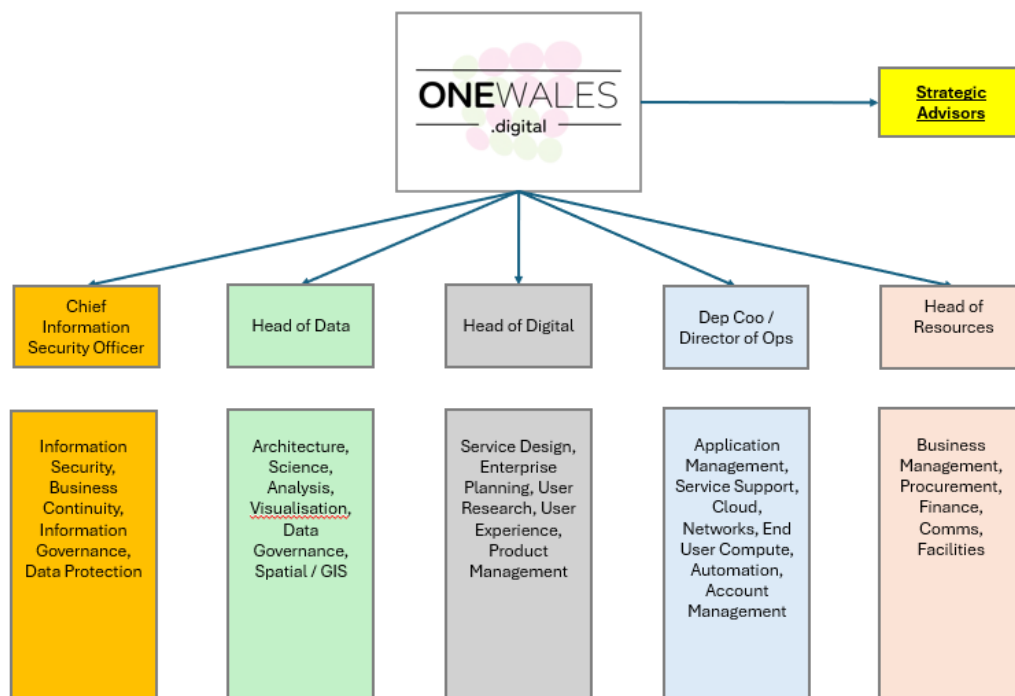 ONEWALES
.digital
Strategic
Advisors
Chief
Information
Security Officer
Head of Data
Head of Digital
Dep Coo /
Director of Ops
Head of
Resources
Information
Security,
Business
Continuity,
Information
Governance,
Data Protection
Architecture,
Science,
Analysis,
Visualisation,
Data
Governance,
Spatial / GIS
Service Design,
Enterprise
Planning, User
Research, User
Experience,
Product
Management
Application
Management,
Service Support,
Cloud,
Networks, End
User Compute,
Automation,
Account
Management
Business
Management,
Procurement,
Finance,
Comms,
Facilities